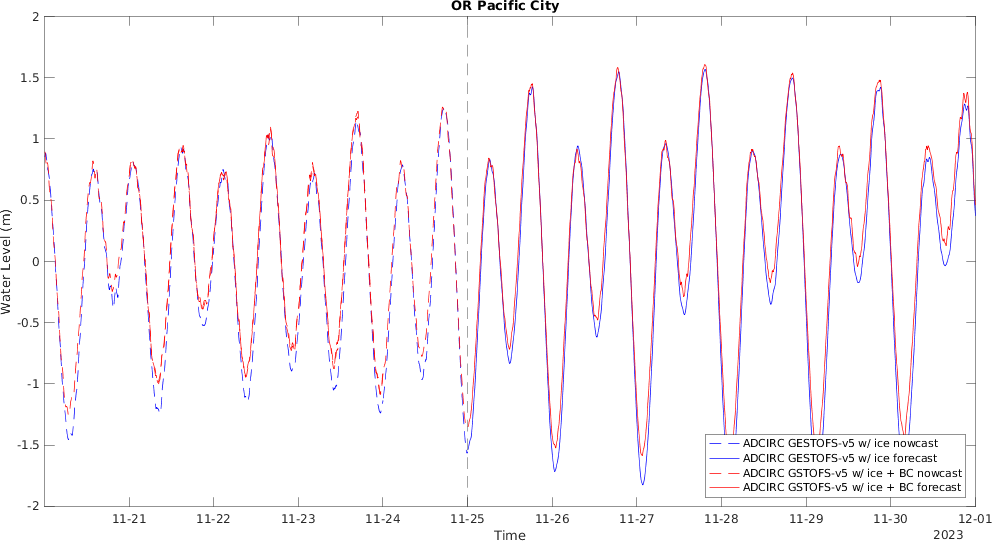 OR Pacific City
2
1.5
1
0.5
0
-0.5
-1
-1.5
-2
Water Level (m)
11-21 11-22 11-23 11-24 11-25 11-26 11-27 11-28 11-29 11-30 12-01
Time
2023
ADCIRC GESTOFS-v5 w/ ice nowcast
ADCIRC GESTOFS-v5 w/ ice forecast
ADCIRC GSTOFS-v5 w/ ice + BC nowcast
ADCIRC GSTOFS-v5 w/ ice + BC forecast